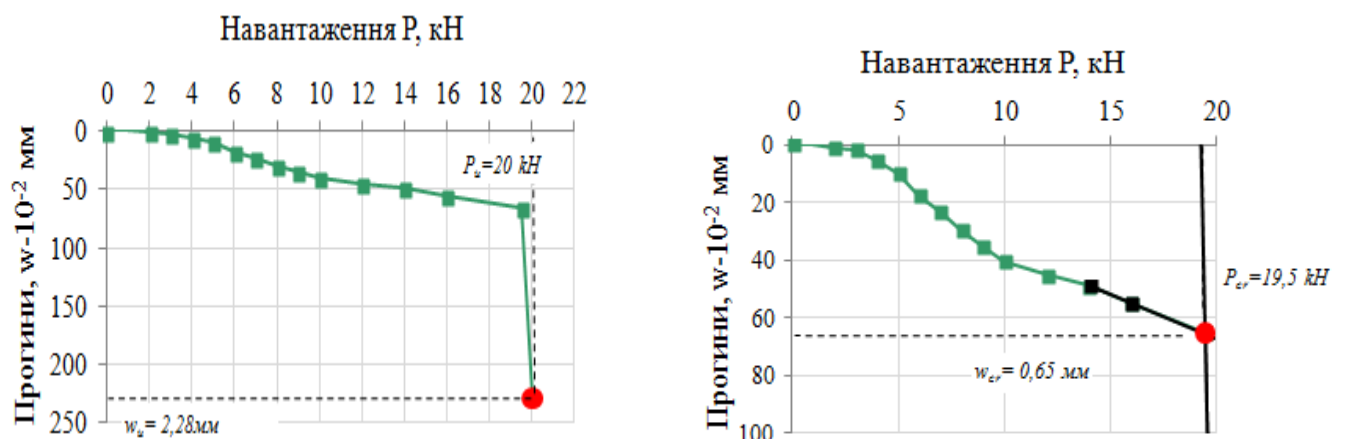 Навантаження P, кН
0 2 4 6 8 10 12 14 16 18 20 22
Прогини, w-10⁻² мм
0
50
100
150
200
250
Pᵤ=20 kH
wᵤ= 2,28мм
Навантаження P, кН
0 5 10 15 20
Прогини, w-10⁻² мм
0
20
40
60
80
100
P_cr=19,5 kH
w_cr= 0,65 мм